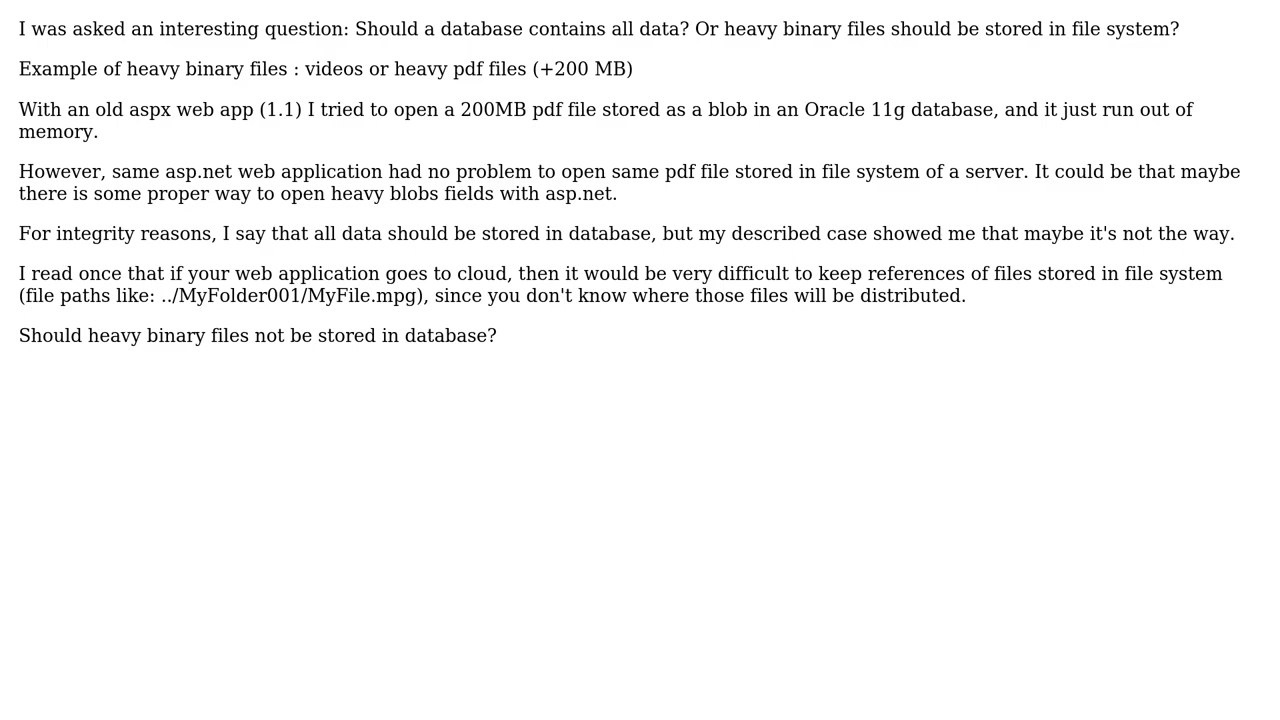 I was asked an interesting question: Should a database contains all data? Or heavy binary files should be stored in file system?
Example of heavy binary files : videos or heavy pdf files (+200 MB)
With an old aspx web app (1.1) I tried to open a 200MB pdf file stored as a blob in an Oracle 11g database, and it just run out of
memory.
However, same asp.net web application had no problem to open same pdf file stored in file system of a server. It could be that maybe
there is some proper way to open heavy blobs fields with asp.net.
For integrity reasons, I say that all data should be stored in database, but my described case showed me that maybe it's not the way.
I read once that if your web application goes to cloud, then it would be very difficult to keep references of files stored in file system
(file paths like: ../MyFolder001/MyFile.mpg), since you don't know where those files will be distributed.
Should heavy binary files not be stored in database?